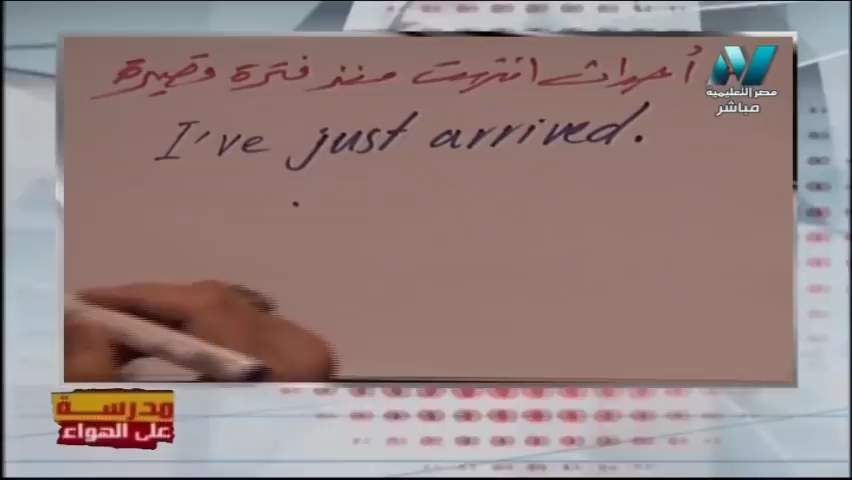 أحداث انتهت منذ فترة قصيرة
I've just arrived.
مصر التعليمية
مباشر
مدرسة
على الهواء